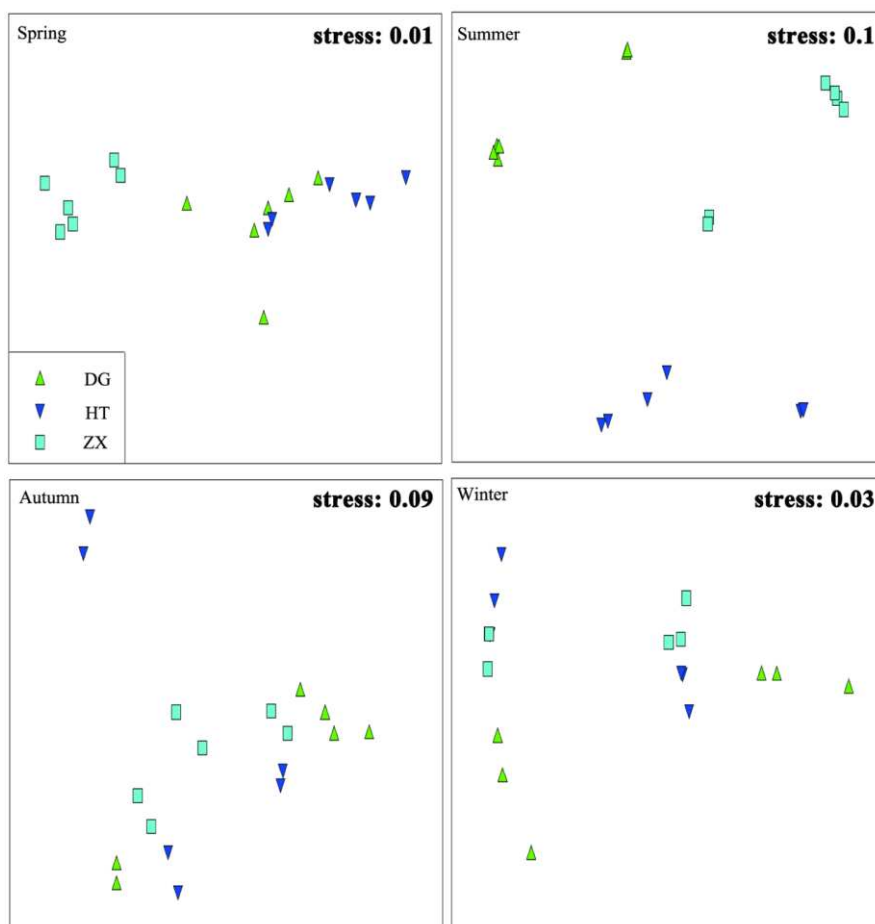 Spring
stress: 0.01
Summer
stress: 0.1
DG
HT
ZX
Autumn
stress: 0.09
Winter
stress: 0.03